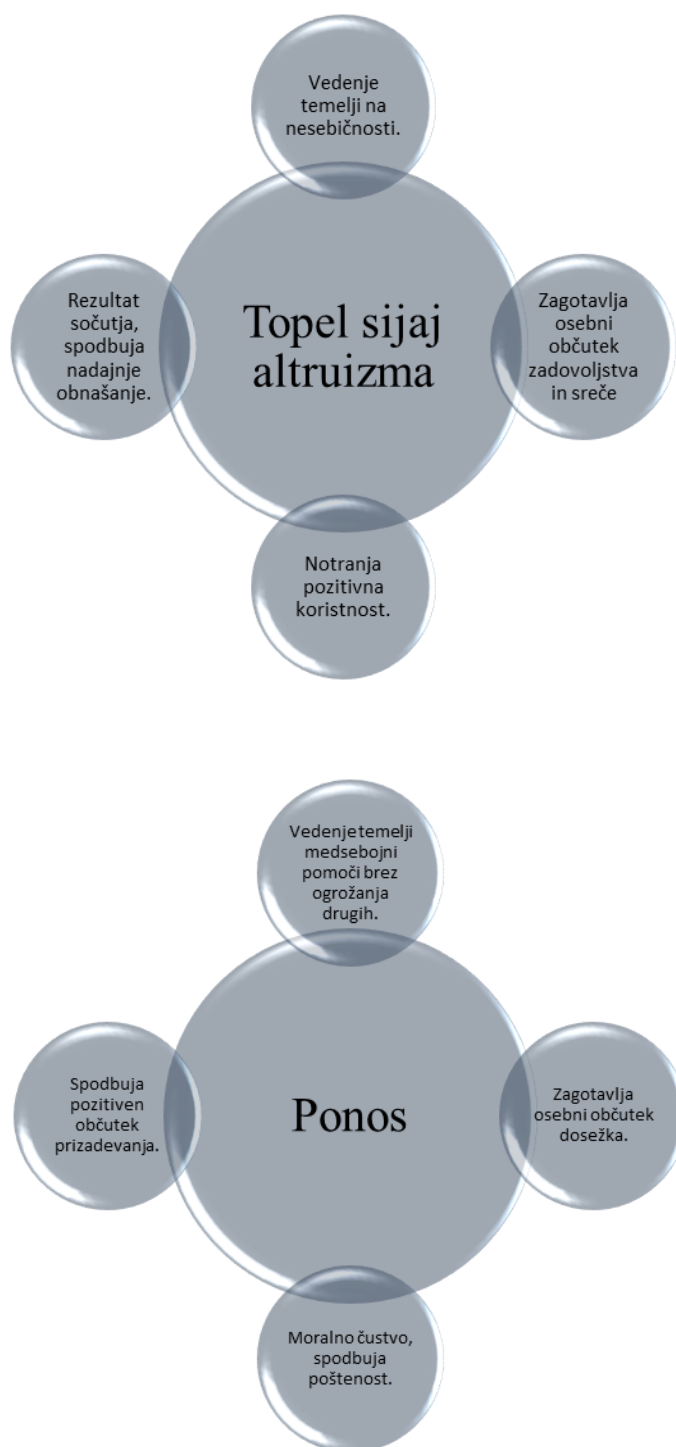 Vedenje
temelji na
nesebičnosti.
Rezultat
sočutja,
spodbuja
nadajnje
obnašanje.
Topel sijaj
altruizma
Zagotavlja
osebni
občutek
zadovoljstva
in sreče
Notranja
pozitivna
koristnost.
Vedenje temelji
medsebojni
pomoči brez
ogrožanja
drugih.
Spodbuja
pozitiven
občutek
prizadevanja.
Ponos
Zagotavlja
osebni občutek
dosežka.
Moralno čustvo,
spodbuja
poštenost.